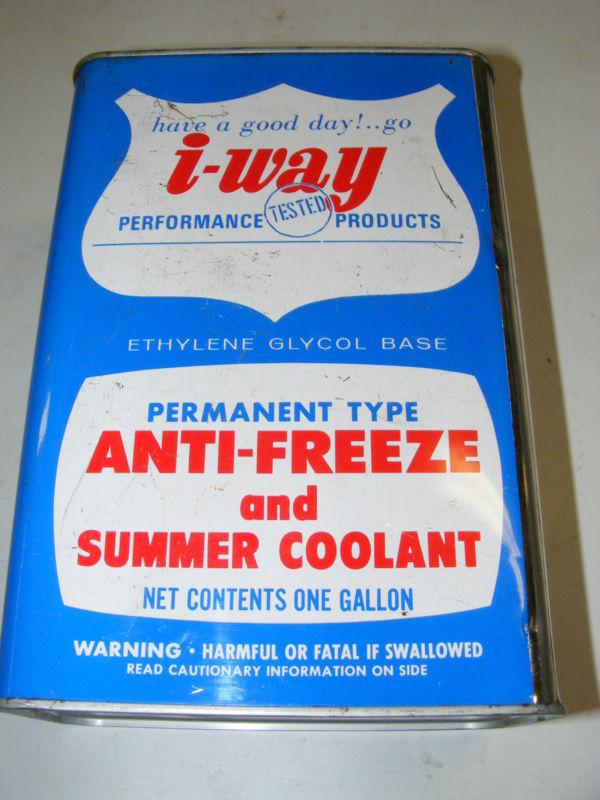 have a good day!..go
i-way
PERFORMANCE TESTED PRODUCTS
ETHYLENE GLYCOL BASE
PERMANENT TYPE
ANTI-FREEZE
and
SUMMER COOLANT
NET CONTENTS ONE GALLON
WARNING • HARMFUL OR FATAL IF SWALLOWED
READ CAUTIONARY INFORMATION ON SIDE